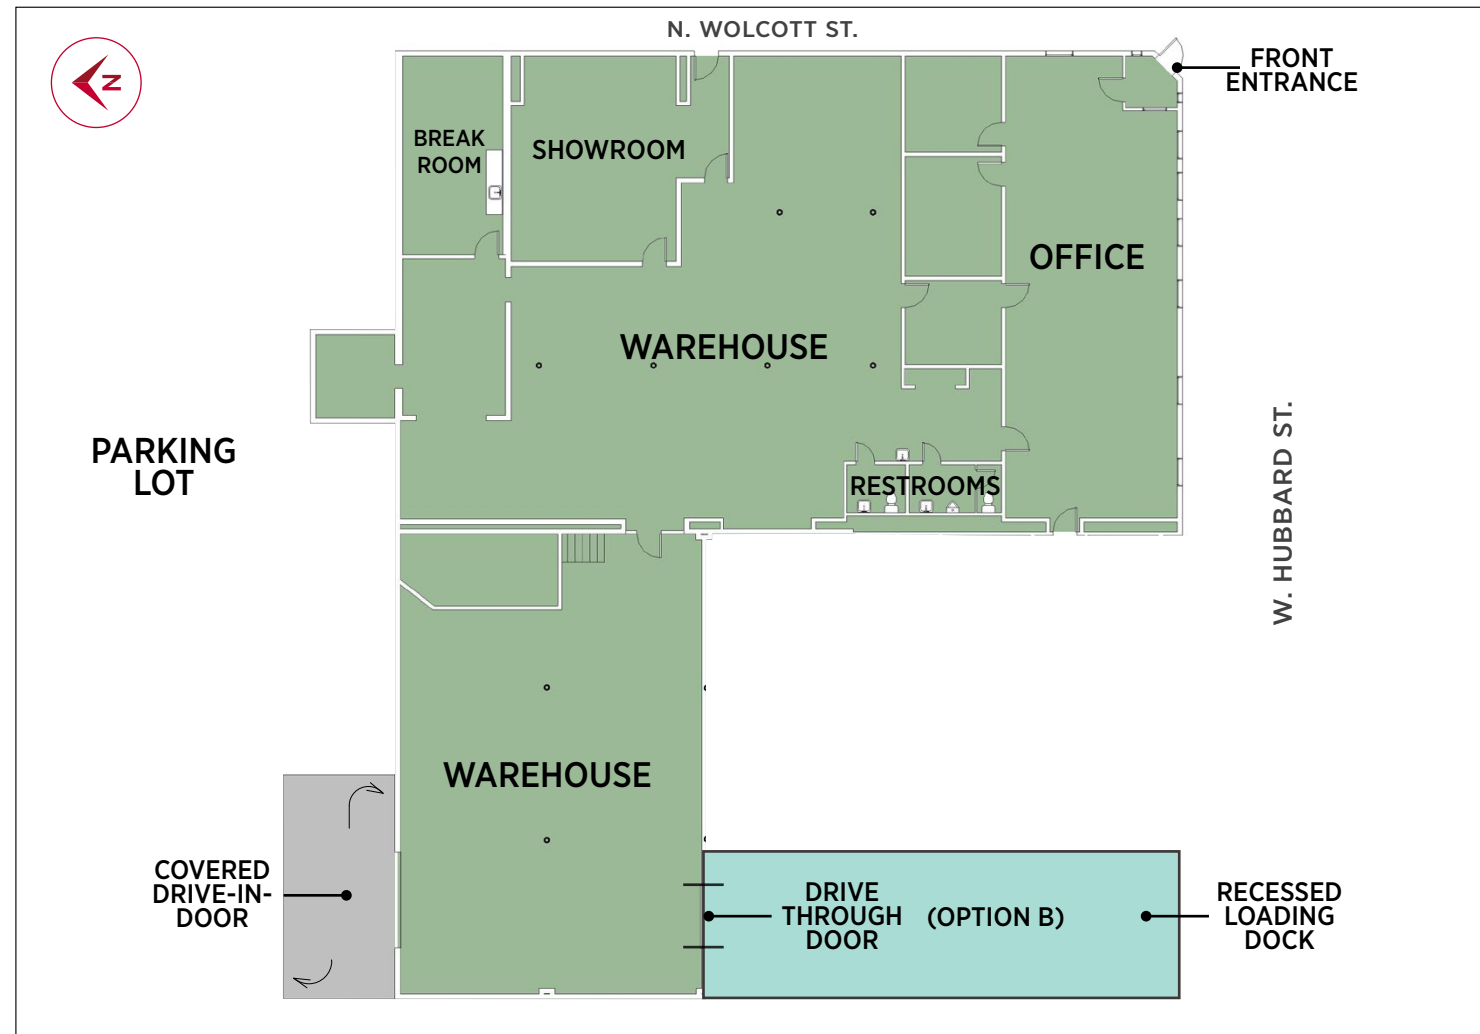 N. WOLCOTT ST.
N
FRONT
ENTRANCE
BREAK
ROOM
SHOWROOM
OFFICE
WAREHOUSE
PARKING
LOT
RESTROOMS
W. HUBBARD ST.
WAREHOUSE
COVERED
DRIVE-IN-
DOOR
DRIVE
THROUGH
DOOR
(OPTION B)
RECESSED
LOADING
DOCK